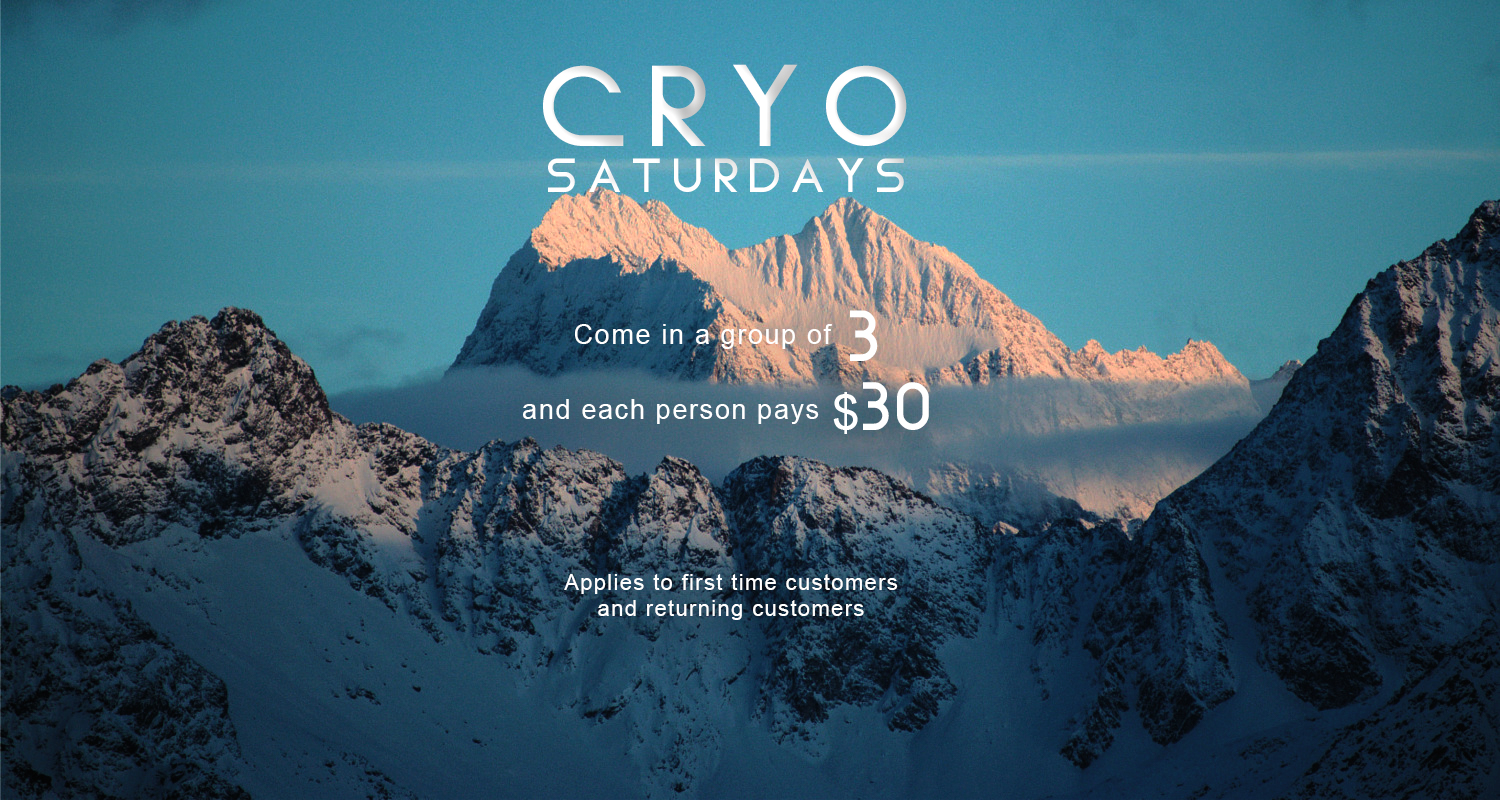 CRYO
SATURDAYS
Come in a group of 3
and each person pays $30
Applies to first time customers
and returning customers